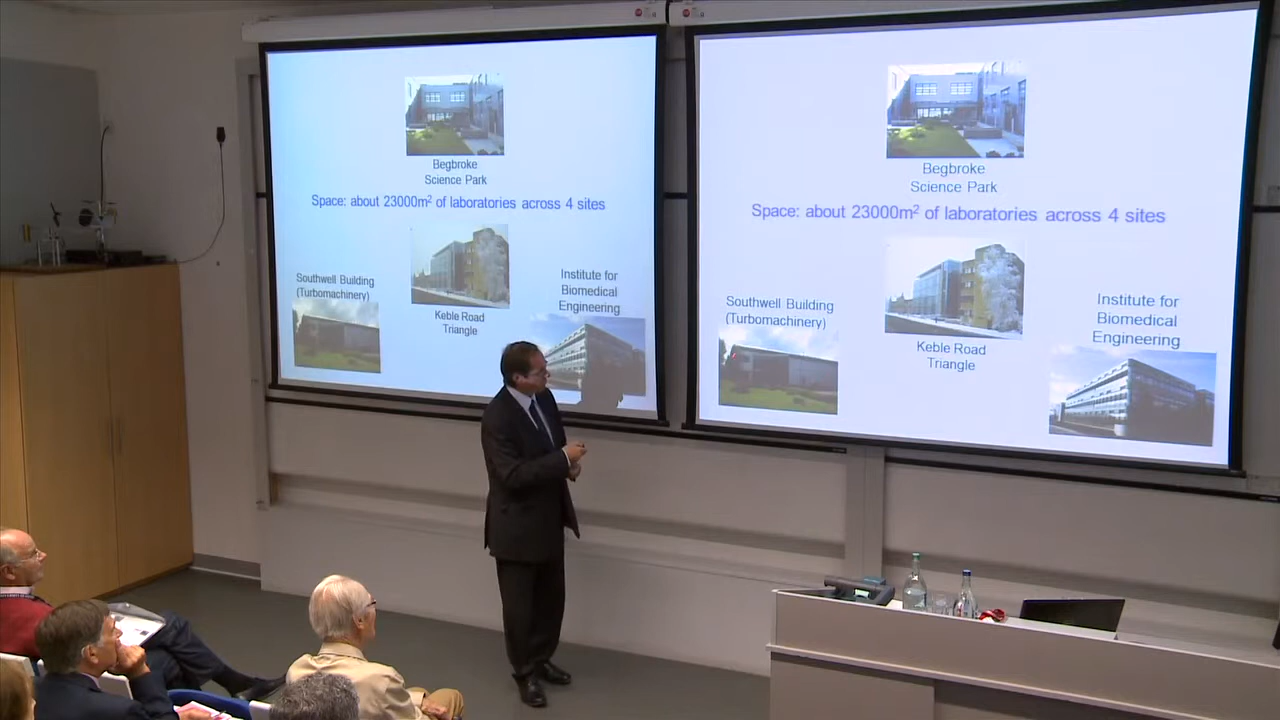 Begbroke
Science Park
Space: about 23000m² of laboratories across 4 sites
Southwell Building
(Turbomachinery)
Keble Road
Triangle
Institute for
Biomedical
Engineering
Begbroke
Science Park
Space: about 23000m² of laboratories across 4 sites
Southwell Building
(Turbomachinery)
Keble Road
Triangle
Institute for
Biomedical
Engineering